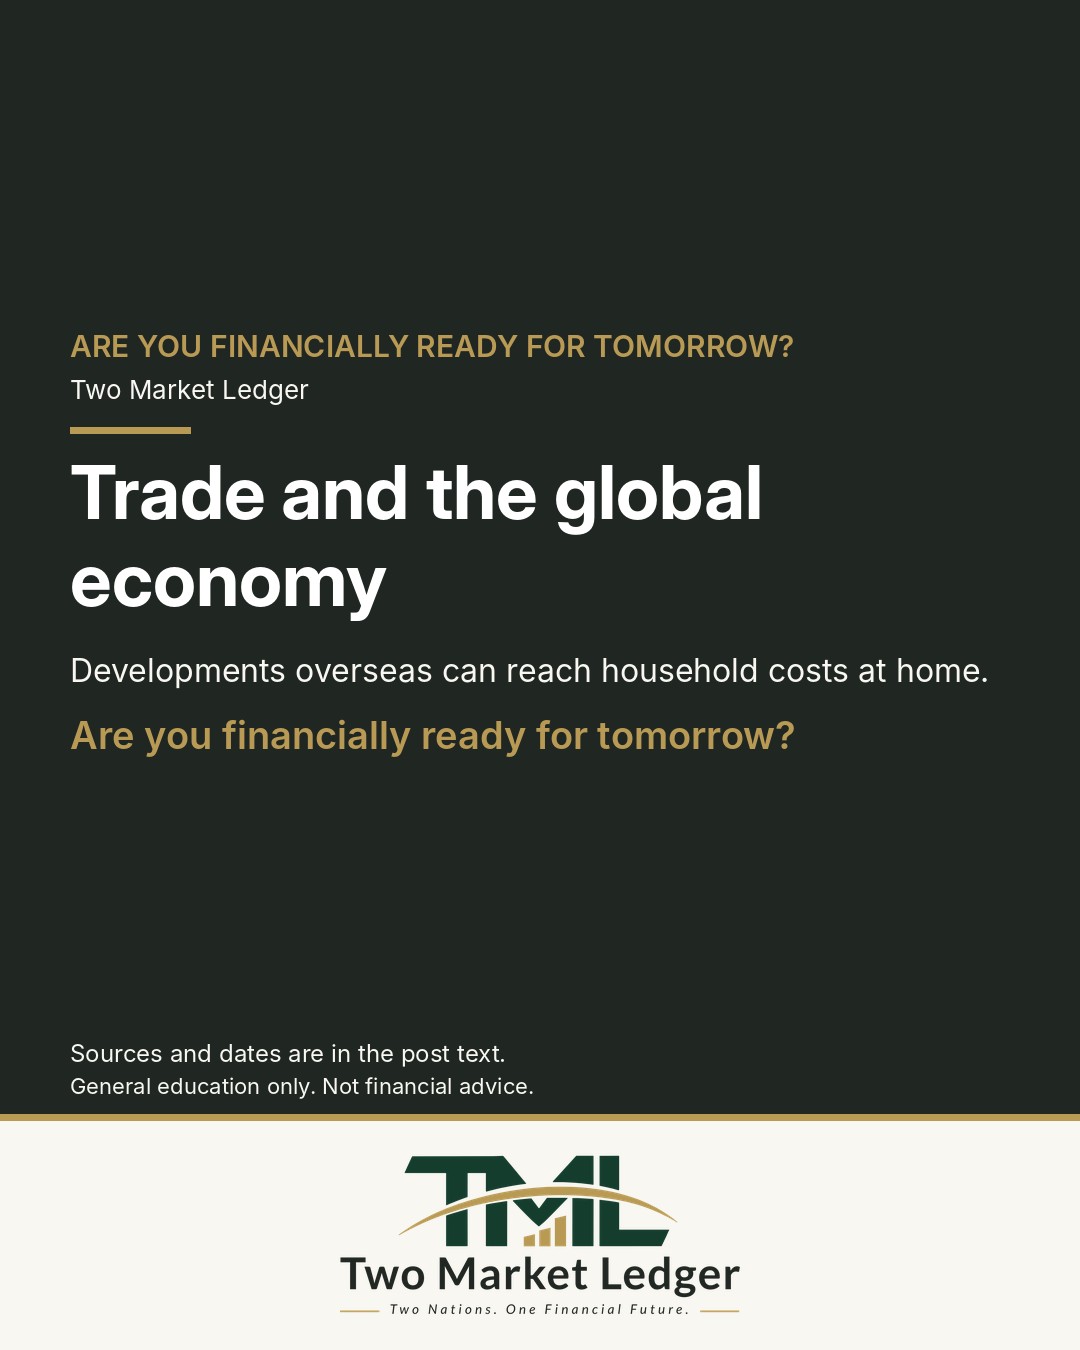 ARE YOU FINANCIALLY READY FOR TOMORROW?
Two Market Ledger
Trade and the global
economy
Developments overseas can reach household costs at home.
Are you financially ready for tomorrow?
Sources and dates are in the post text.
General education only. Not financial advice.
TML
Two Market Ledger
Two Nations. One Financial Future.